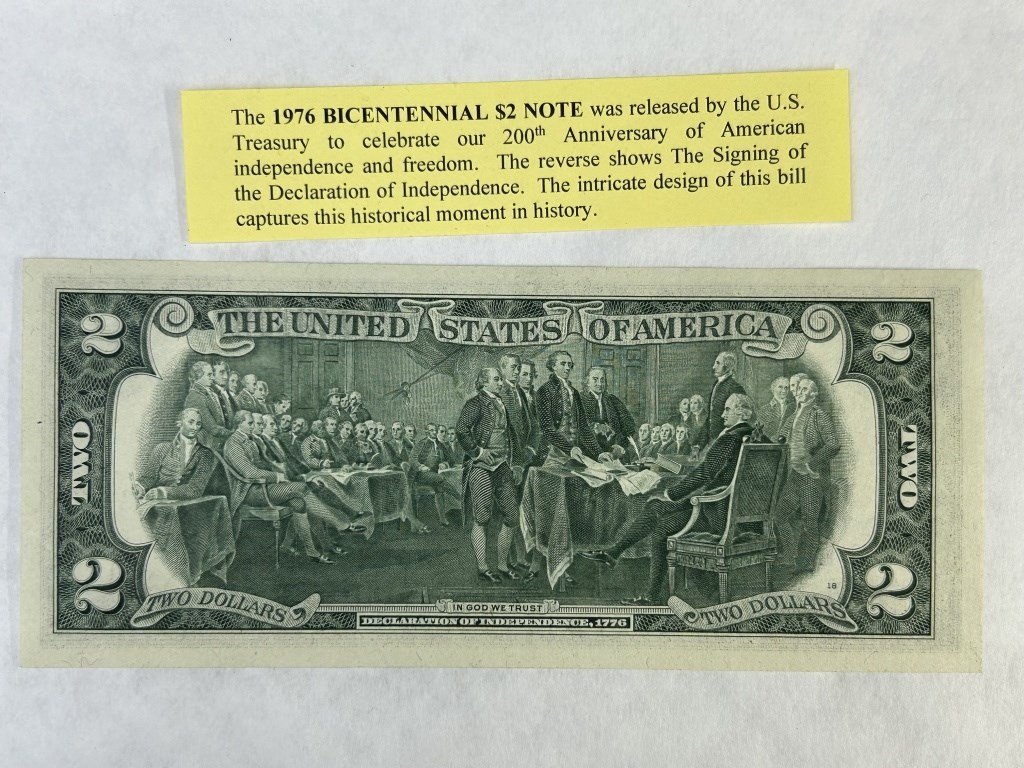 The 1976 BICENTENNIAL $2 NOTE was released by the U.S.
Treasury to celebrate our 200th Anniversary of American
independence and freedom. The reverse shows The Signing of
the Declaration of Independence. The intricate design of this bill
captures this historical moment in history.
THE UNITED STATES OF AMERICA
2
2
TWO
TWO
2
2
18
TWO DOLLARS
IN GOD WE TRUST
TWO DOLLARS
DECLARATION OF INDEPENDENCE, 1776